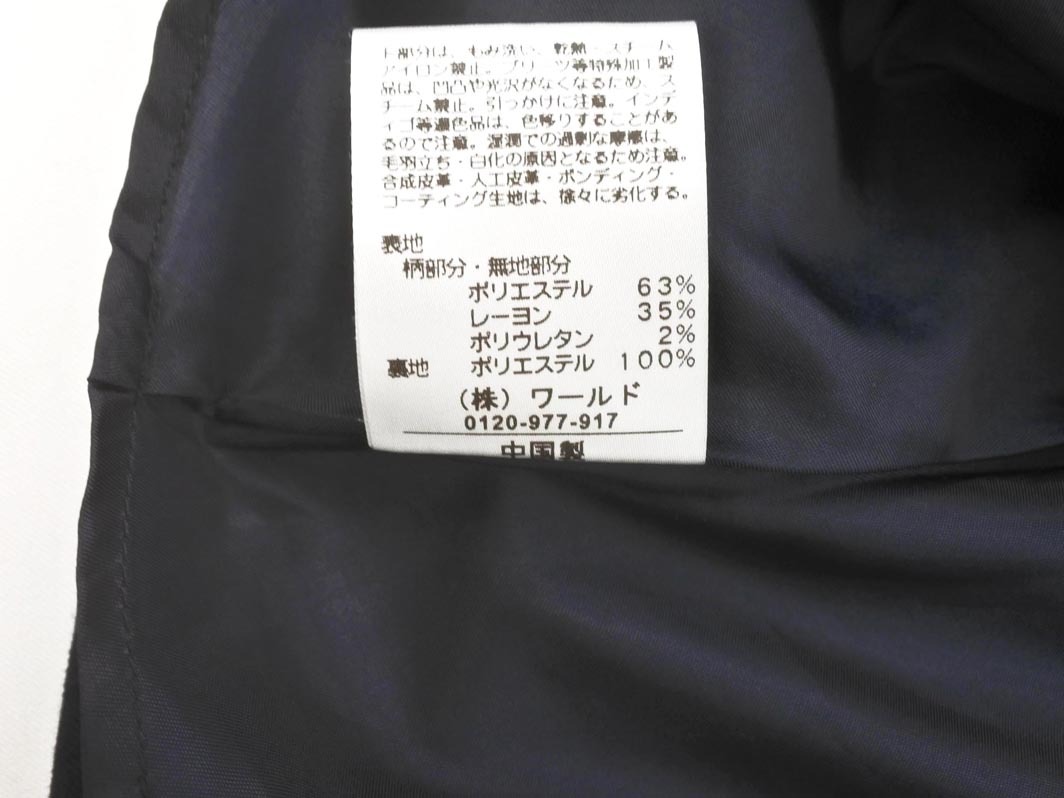 ド部分は、もみ洗い、乾熱・スチーム
アイロン禁止。プリーツ等特殊加工製
品は、凹凸や光沢がなくなるため、ス
チーム禁止。引っかけに注意。インデ
ィゴ等濃色品は、色移りすることがあ
るので注意。湿潤での過剰な摩擦は、
毛羽立ち・白化の原因となるため注意。
合成皮革・人工皮革・ボンディング・
コーティング生地は、徐々に劣化する。
表地
柄部分・無地部分
ポリエステル 63%
レーヨン 35%
ポリウレタン 2%
裏地 ポリエステル 100%
(株)ワールド
0120-977-917
中国製